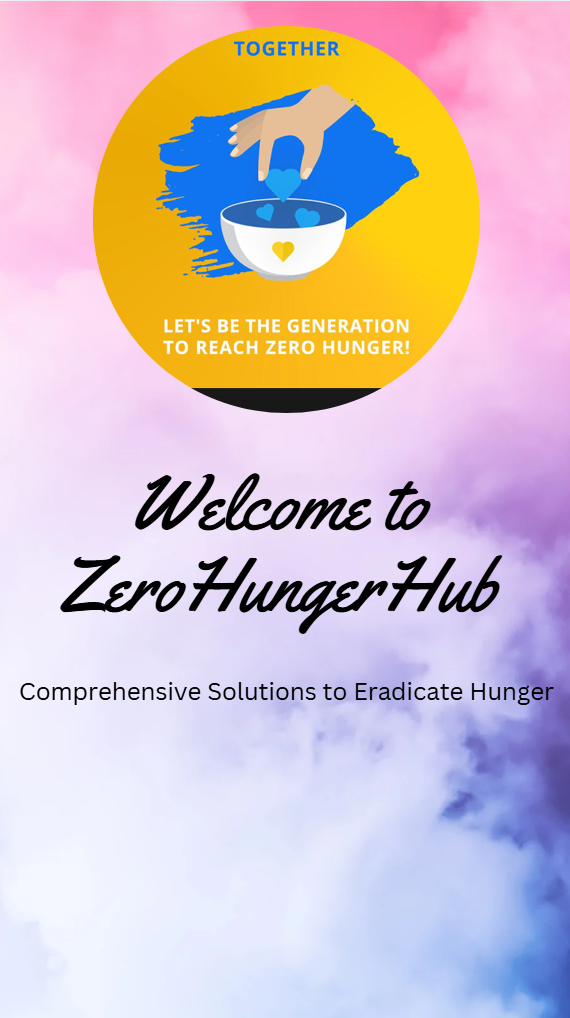 TOGETHER
LET'S BE THE GENERATION
TO REACH ZERO HUNGER!
Welcome to
ZeroHungerHub
Comprehensive Solutions to Eradicate Hunger